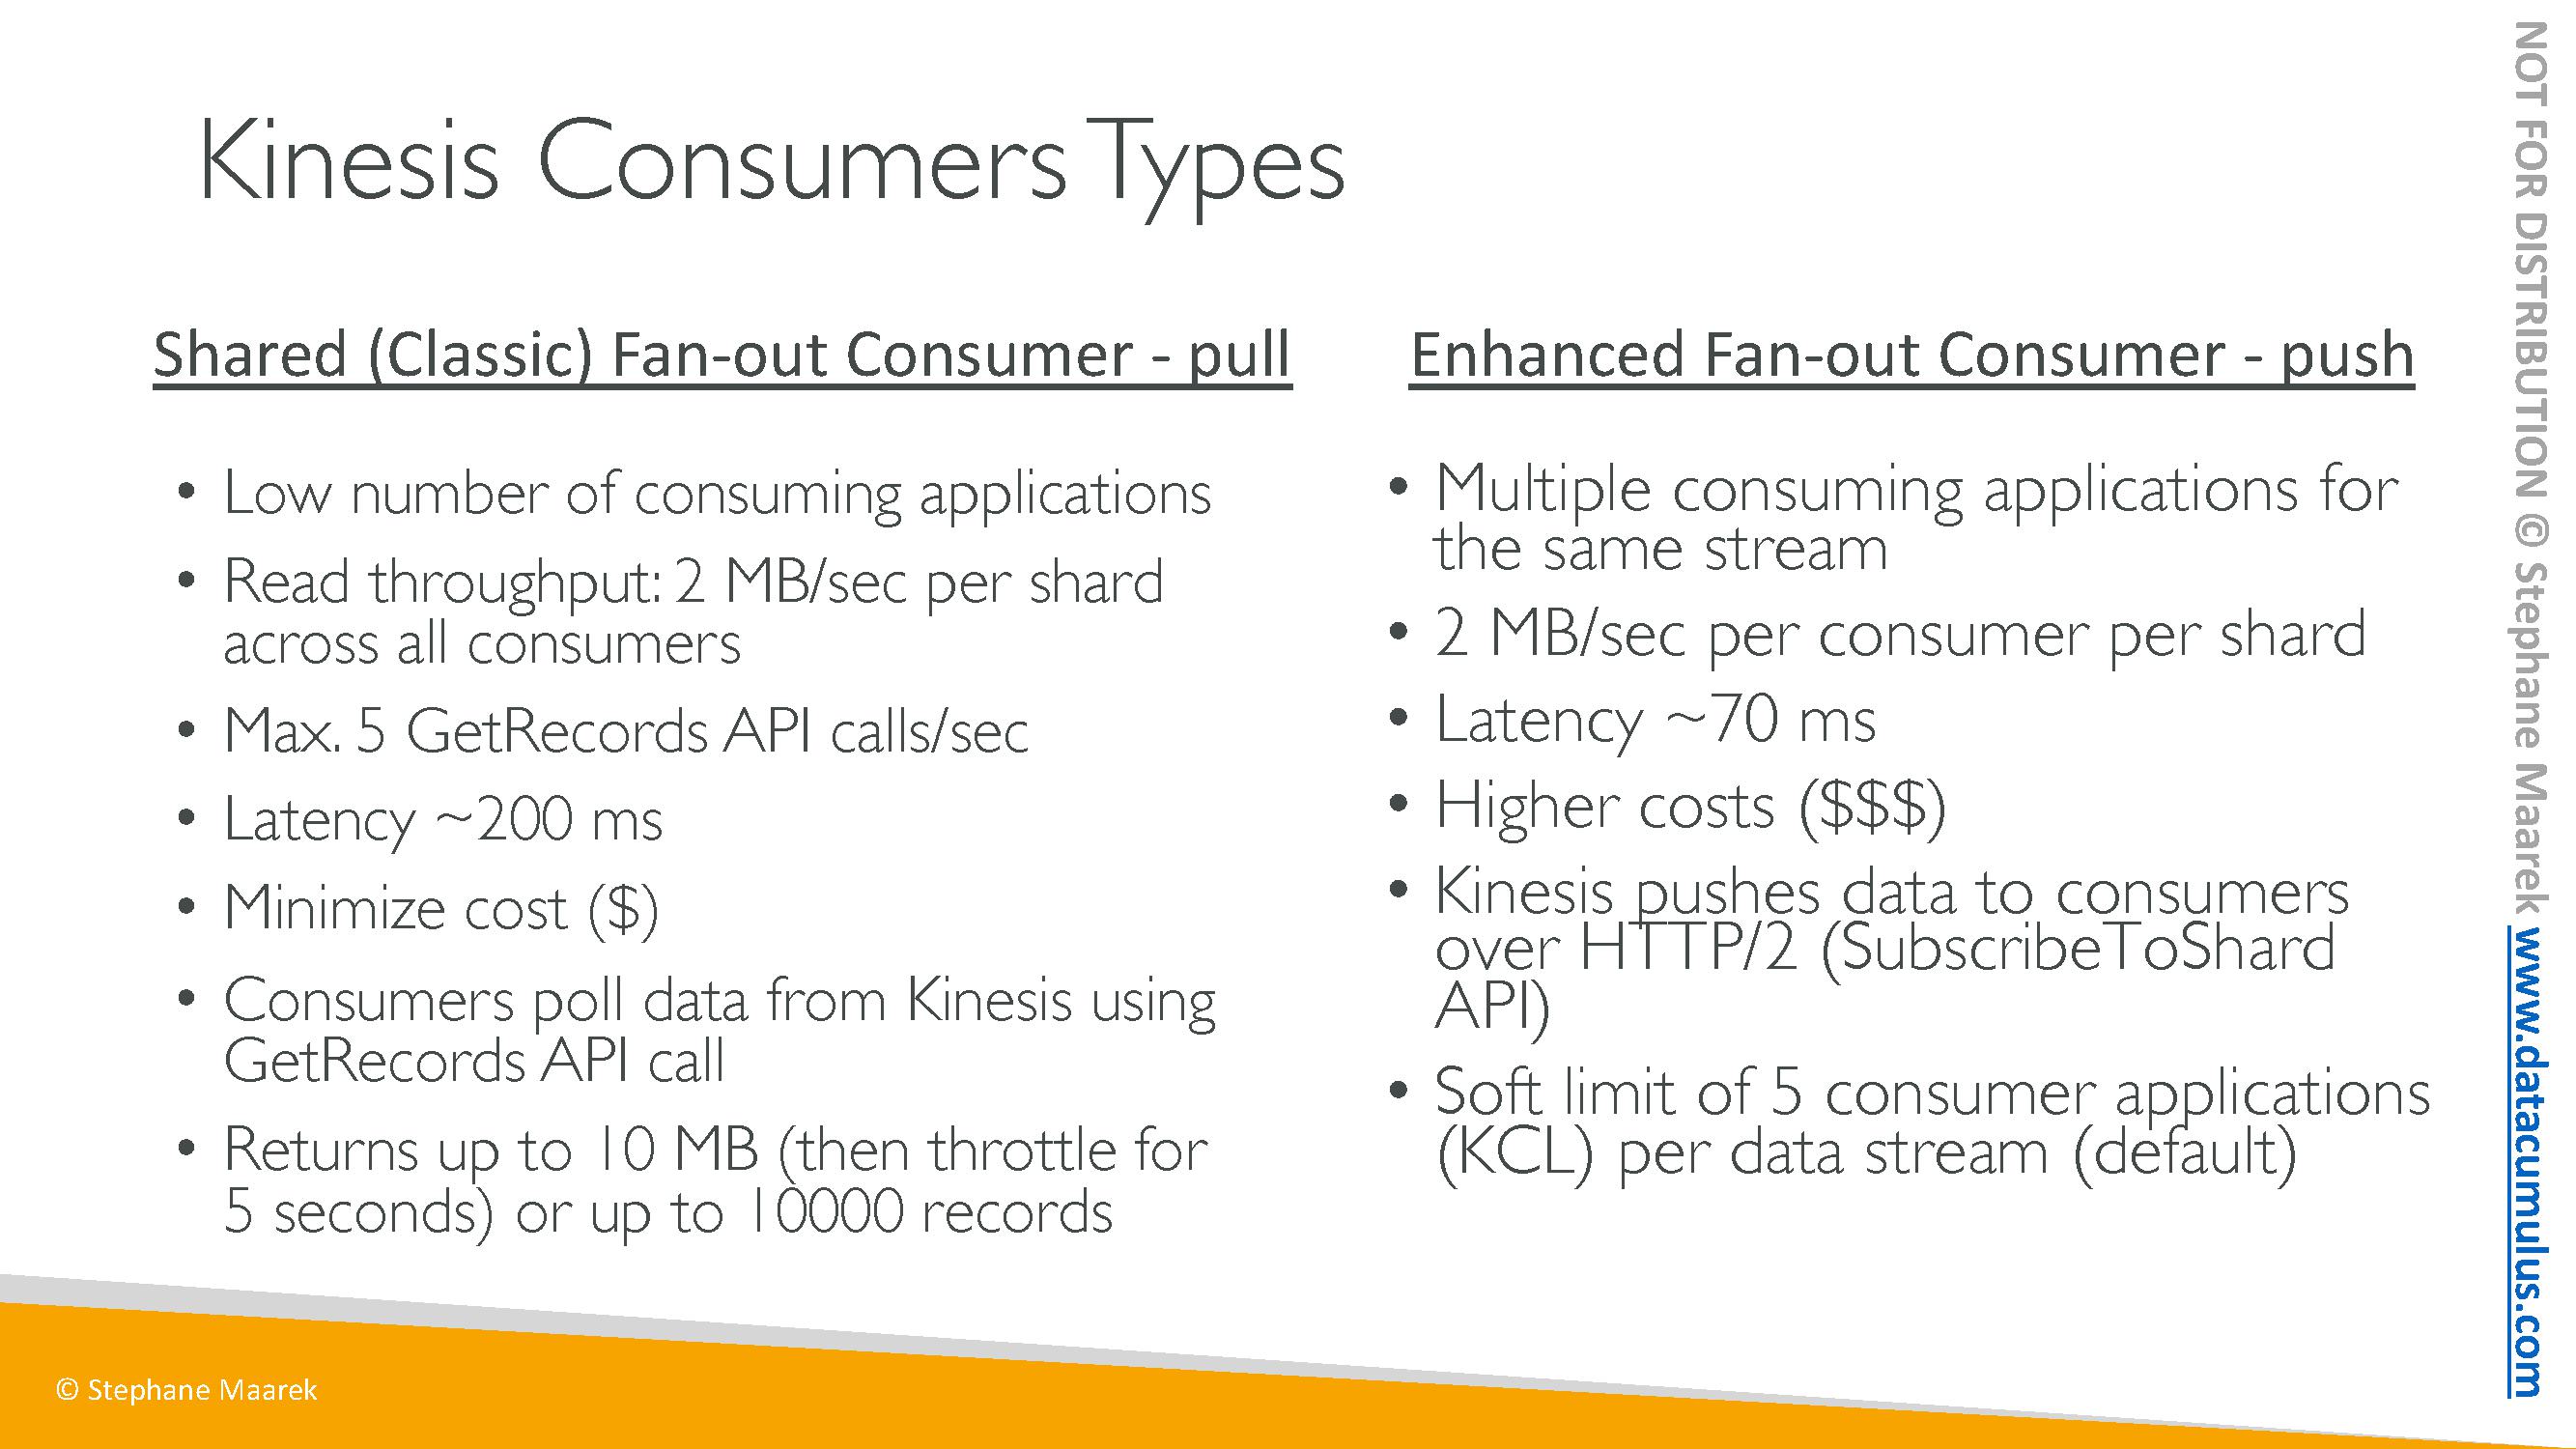 Kinesis Consumers Types
Shared (Classic) Fan-out Consumer - pull
• Low number of consuming applications
• Read throughput: 2 MB/sec per shard
across all consumers
• Max. 5 GetRecords API calls/sec
• Latency ~200 ms
• Minimize cost ($)
• Consumers poll data from Kinesis using
GetRecords API call
• Returns up to 10 MB (then throttle for
5 seconds) or up to 10000 records
Enhanced Fan-out Consumer - push
• Multiple consuming applications for
the same stream
• 2 MB/sec per consumer per shard
• Latency ~70 ms
• Higher costs ($$$)
• Kinesis pushes data to consumers
over HTTP/2 (SubscribeToShard
API)
• Soft limit of 5 consumer applications
(KCL) per data stream (default)
© Stephane Maarek
NOT FOR DISTRIBUTION © Stephane Maarek www.datacumulus.com